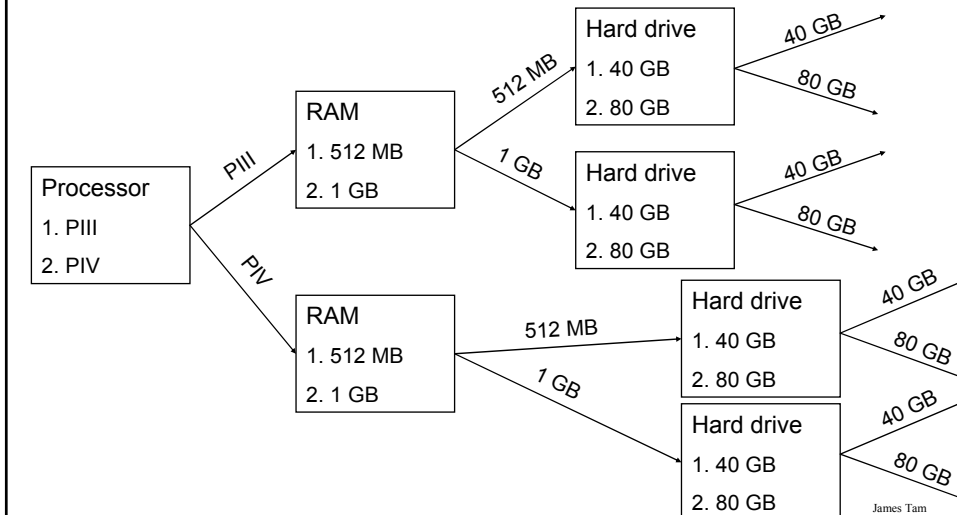 Processor
1. PIII
2. PIV
PIII
PIV
RAM
1. 512 MB
2. 1 GB
512 MB
1 GB
Hard drive
1. 40 GB
2. 80 GB
40 GB
80 GB
Hard drive
1. 40 GB
2. 80 GB
40 GB
80 GB
RAM
1. 512 MB
2. 1 GB
512 MB
1 GB
Hard drive
1. 40 GB
2. 80 GB
40 GB
80 GB
Hard drive
1. 40 GB
2. 80 GB
40 GB
80 GB
James Tam